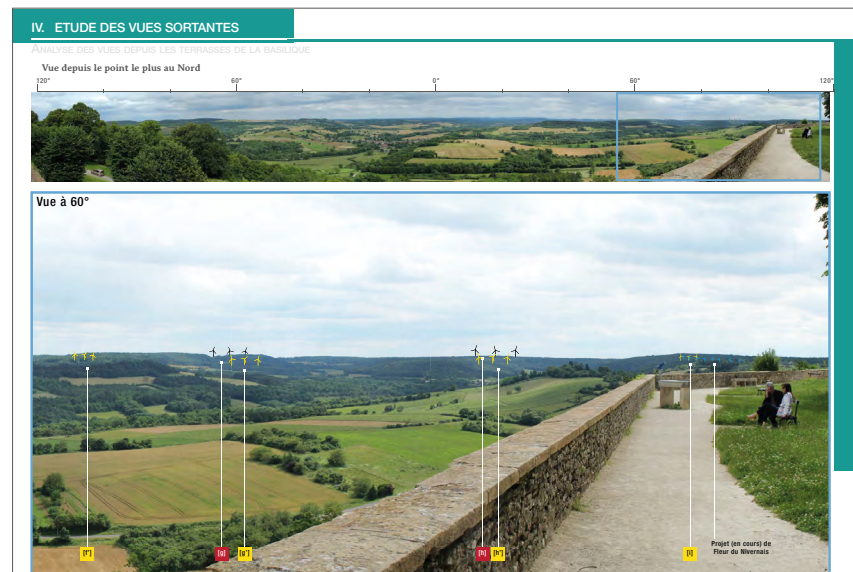 IV. ETUDE DES VUES SORTANTES
ANALYSE DES VUES DEPUIS LES TERRASSES DE LA BASILIQUE
Vue depuis le point le plus au Nord
120° 60° 0° 60° 120°
Vue à 60°
[f'] [g] [g'] [h] [h'] [i]
Projet (en cours) de
Fleur du Nivernais